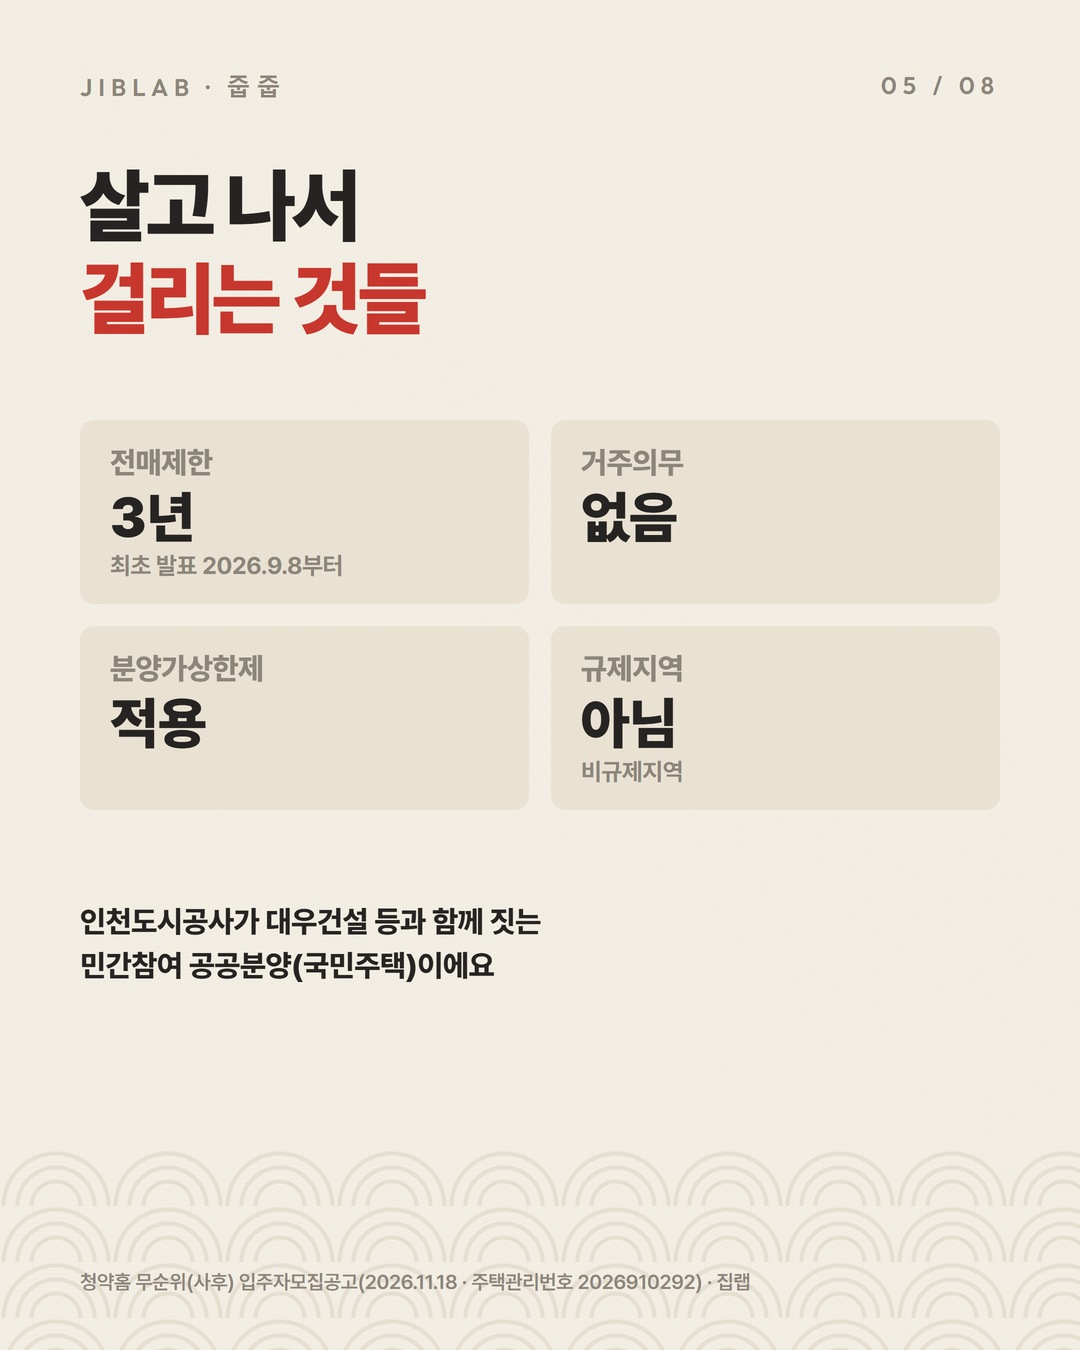 JIBLAB · 줍줍
05 / 08
살고 나서
걸리는 것들
전매제한
3년
최초 발표 2026.9.8부터
거주의무
없음
분양가상한제
적용
규제지역
아님
비규제지역
인천도시공사가 대우건설 등과 함께 짓는
민간참여 공공분양(국민주택)이에요
청약홈 무순위(사후) 입주자모집공고(2026.11.18 · 주택관리번호 2026910292) · 집랩